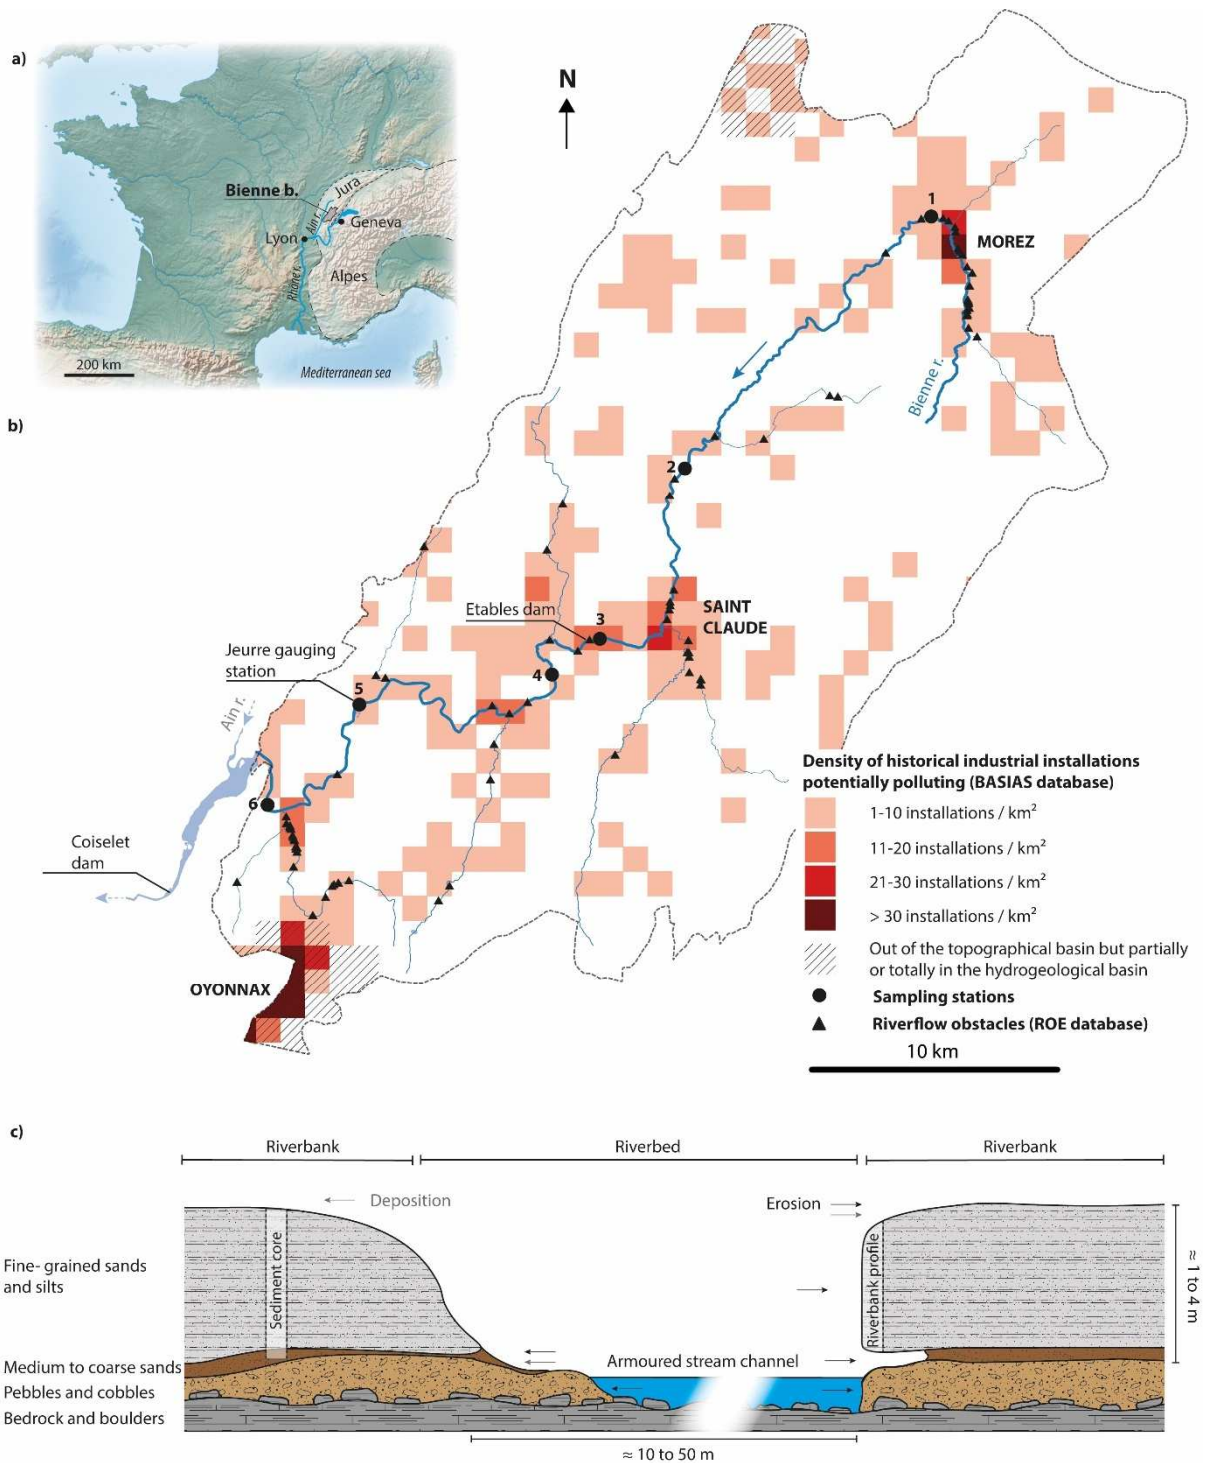 a)
Bienne b.
Jura
Ain r.
Geneva
Lyon
Rhone r.
Alpes
200 km
Mediterranean sea
N
b)
1
MOREZ
Bienne r.
2
SAINT
CLAUDE
Etables dam
3
Jeurre gauging
station
4
5
Ain r.
6
Coiselet
dam
OYONNAX
Density of historical industrial installations
potentially polluting (BASIAS database)
1-10 installations / km²
11-20 installations / km²
21-30 installations / km²
> 30 installations / km²
Out of the topographical basin but partially
or totally in the hydrogeological basin
Sampling stations
Riverflow obstacles (ROE database)
10 km
c)
Riverbank
Riverbed
Riverbank
Deposition
Erosion
Fine- grained sands
and silts
Sediment core
Riverbank profile
≈ 1 to 4 m
Medium to coarse sands
Armoured stream channel
Pebbles and cobbles
Bedrock and boulders
≈ 10 to 50 m